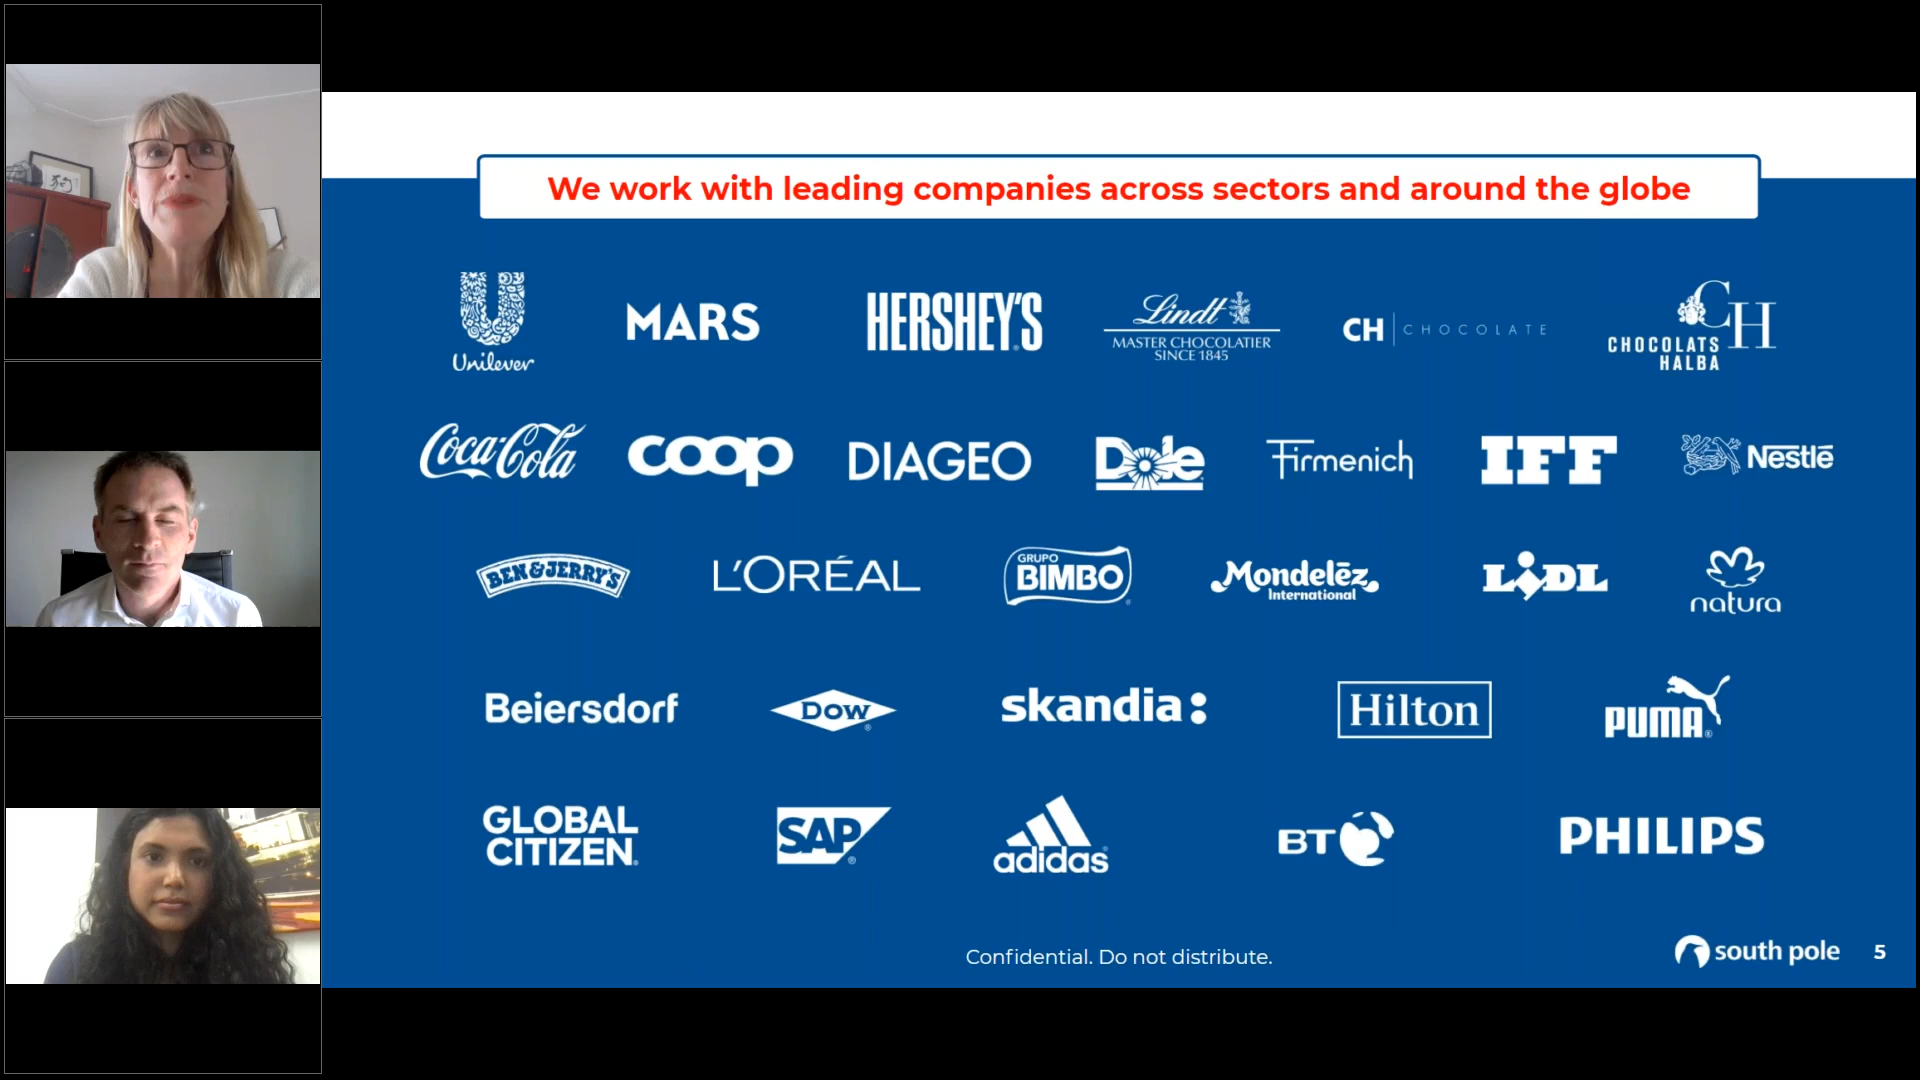 We work with leading companies across sectors and around the globe
Unilever
MARS
HERSHEY'S
Lindt
MASTER CHOCOLATIER
SINCE 1845
CH | CHOCOLATE
CH
CHOCOLATS
HALBA
Coca-Cola
coop
DIAGEO
Dole
Firmenich
IFF
Nestlé
BEN & JERRY'S
L'ORÉAL
GRUPO
BIMBO
Mondelēz
International
LiDL
natura
Beiersdorf
DOW
skandia:
Hilton
PUMA
GLOBAL
CITIZEN
SAP
adidas
BT
PHILIPS
Confidential. Do not distribute.
south pole
5